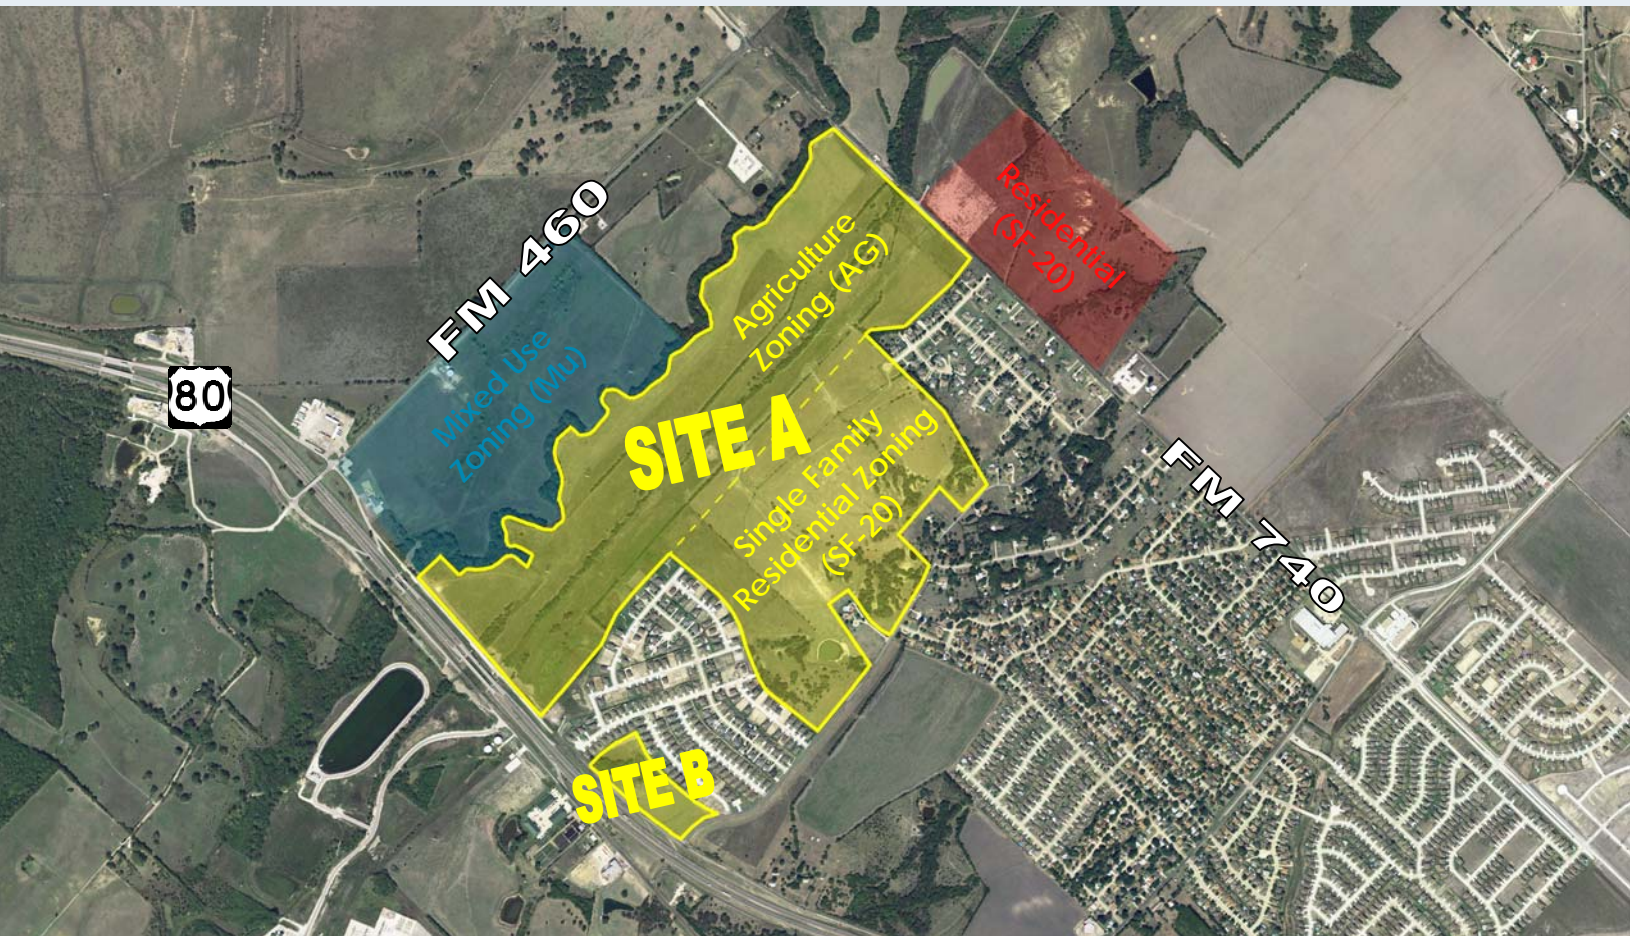 FM 460
Residential
(SF-20)
Agriculture
Zoning (AG)
Mixed Use
Zoning (Mu)
80
SITE A
Single Family
Residential Zoning
(SF-20)
FM 740
SITE B